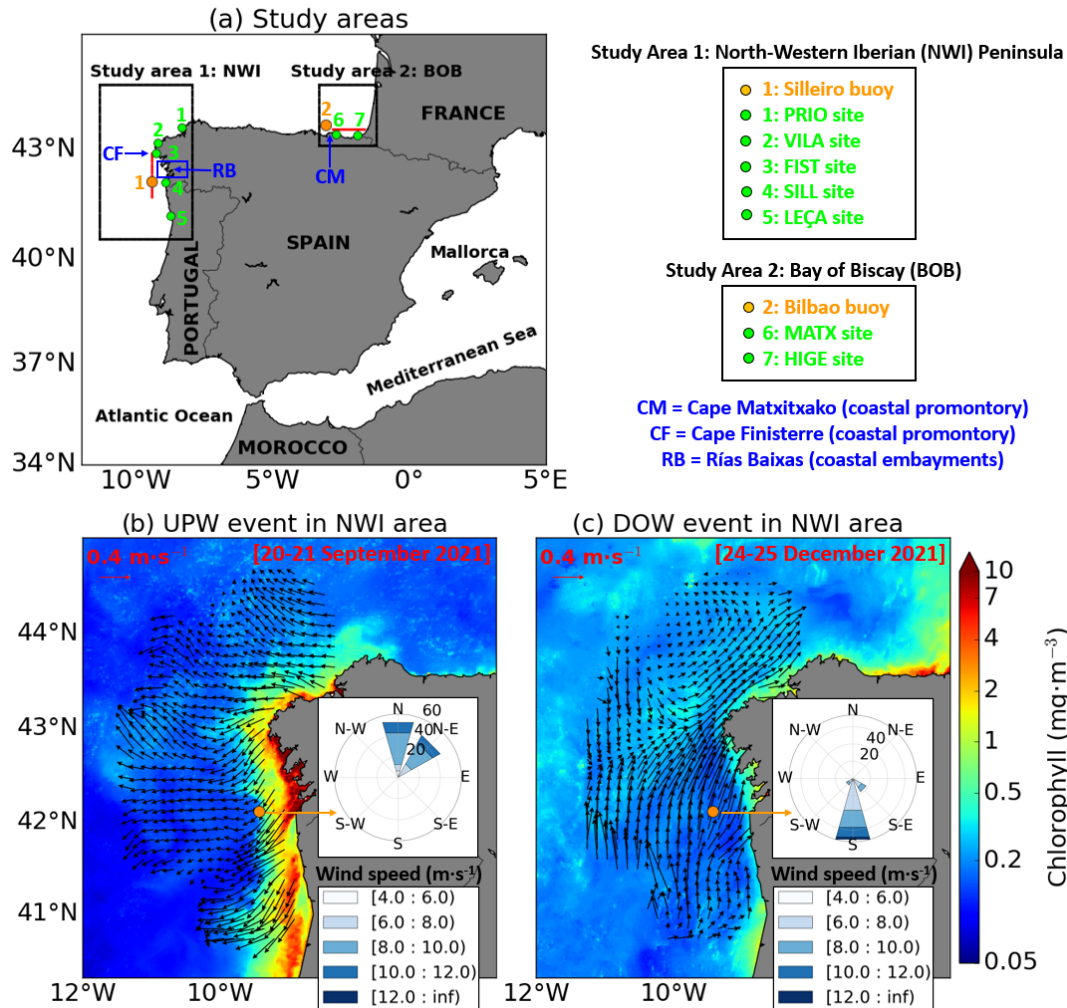 (a) Study areas
Study area 1: NWI
Study area 2: BOB
FRANCE
43°N
40°N
37°N
34°N
1
2
3
4
5
1
CF
RB
2
6
7
CM
SPAIN
PORTUGAL
Mallorca
Mediterranean Sea
Atlantic Ocean
MOROCCO
10°W
5°W
0°
5°E
Study Area 1: North-Western Iberian (NWI) Peninsula
1: Silleiro buoy
1: PRIO site
2: VILA site
3: FIST site
4: SILL site
5: LEÇA site
Study Area 2: Bay of Biscay (BOB)
2: Bilbao buoy
6: MATX site
7: HIGE site
CM = Cape Matxitxako (coastal promontory)
CF = Cape Finisterre (coastal promontory)
RB = Rías Baixas (coastal embayments)
(b) UPW event in NWI area
0.4 m·s⁻¹
[20-21 September 2021]
44°N
43°N
42°N
41°N
N
N-E
E
S-E
S
S-W
W
N-W
60
40
20
Wind speed (m·s⁻¹)
[4.0 : 6.0)
[6.0 : 8.0)
[8.0 : 10.0)
[10.0 : 12.0)
[12.0 : inf)
12°W
10°W
(c) DOW event in NWI area
0.4 m·s⁻¹
[24-25 December 2021]
N
N-E
E
S-E
S
S-W
W
N-W
40
20
Wind speed (m·s⁻¹)
[4.0 : 6.0)
[6.0 : 8.0)
[8.0 : 10.0)
[10.0 : 12.0)
[12.0 : inf)
12°W
10°W
10
7
4
2
1
0.5
0.2
0.05
Chlorophyll (mg·m⁻³)